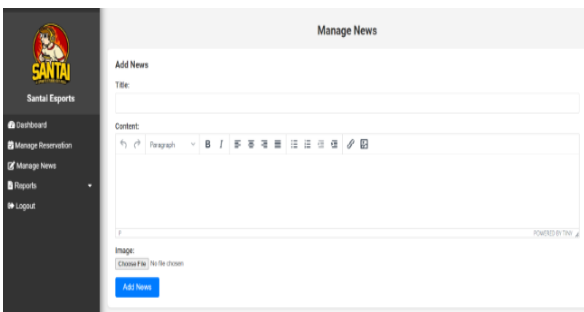 SANTAI
Santai Esports
Dashboard
Manage Reservation
Manage News
Reports
Logout
Manage News
Add News
Title:
Content:
Paragraph
B I
P
POWERED BY TINY
Image:
Choose File No file chosen
Add News